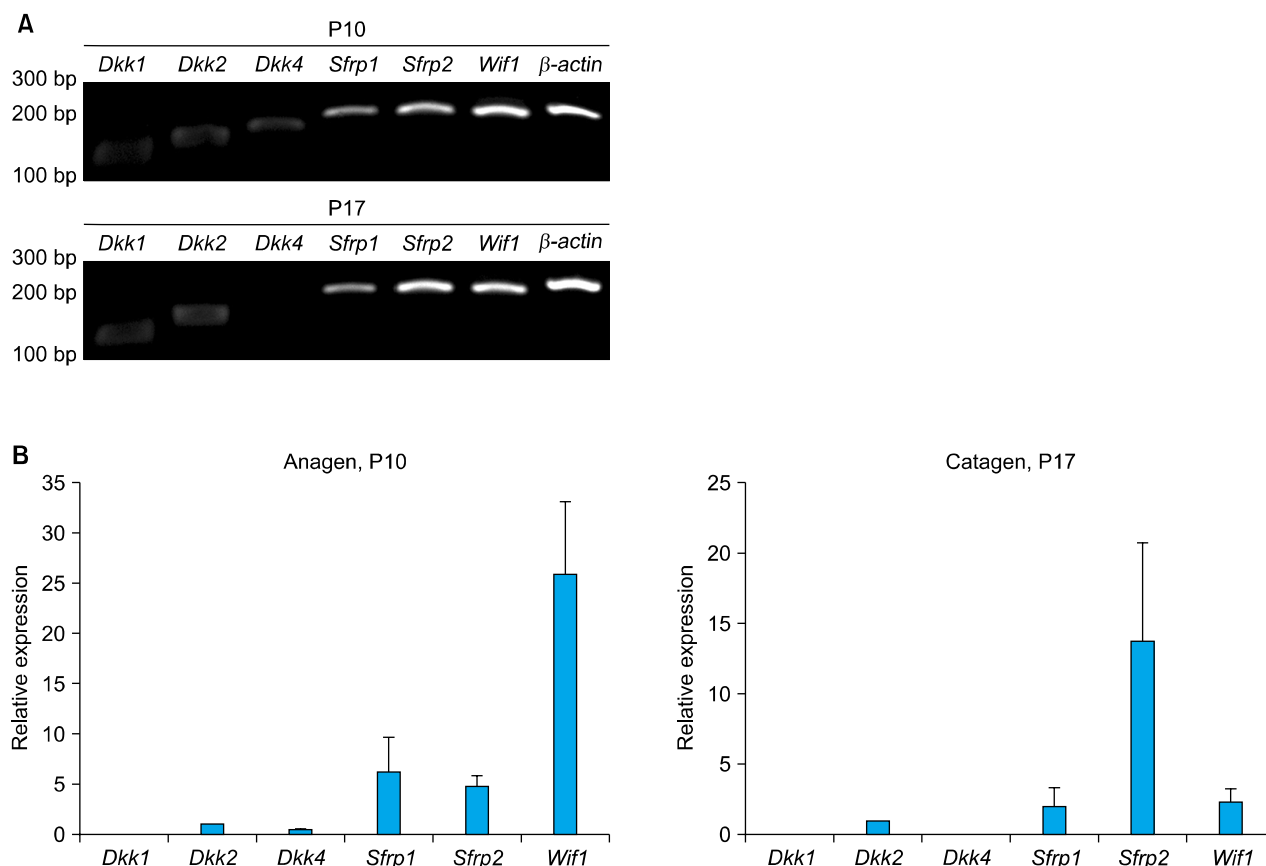 A
P10
Dkk1 Dkk2 Dkk4 Sfrp1 Sfrp2 Wif1 β-actin
300 bp
200 bp
100 bp
P17
Dkk1 Dkk2 Dkk4 Sfrp1 Sfrp2 Wif1 β-actin
300 bp
200 bp
100 bp
B
Anagen, P10
Relative expression
35
30
25
20
15
10
5
0
Dkk1 Dkk2 Dkk4 Sfrp1 Sfrp2 Wif1
Catagen, P17
Relative expression
25
20
15
10
5
0
Dkk1 Dkk2 Dkk4 Sfrp1 Sfrp2 Wif1